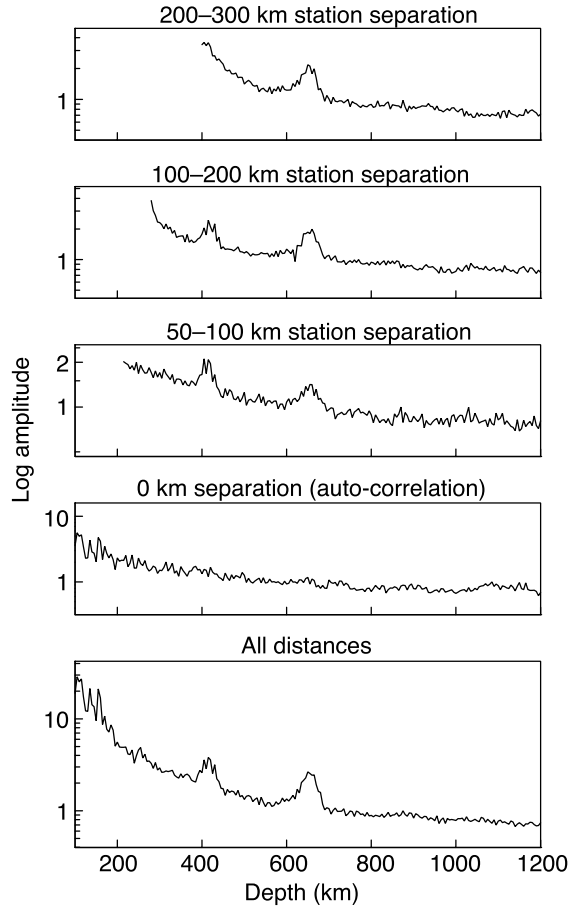 200–300 km station separation
1
100–200 km station separation
1
50–100 km station separation
2
1
Log amplitude
0 km separation (auto-correlation)
10
1
All distances
10
1
200 400 600 800 1000 1200
Depth (km)